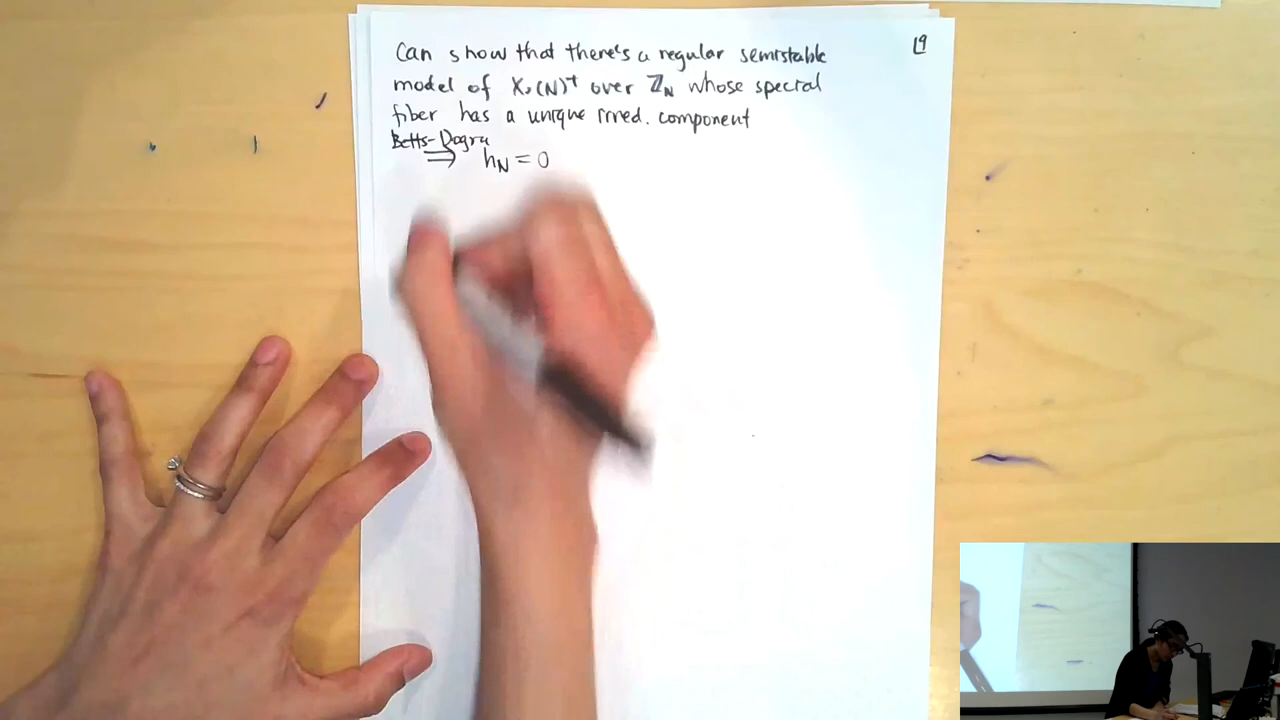 19
Can show that there's a regular semistable
model of X₀(N)⁺ over ℤ_N whose special
fiber has a unique irred. component
Betts-Dogra
⇒ h_N = 0